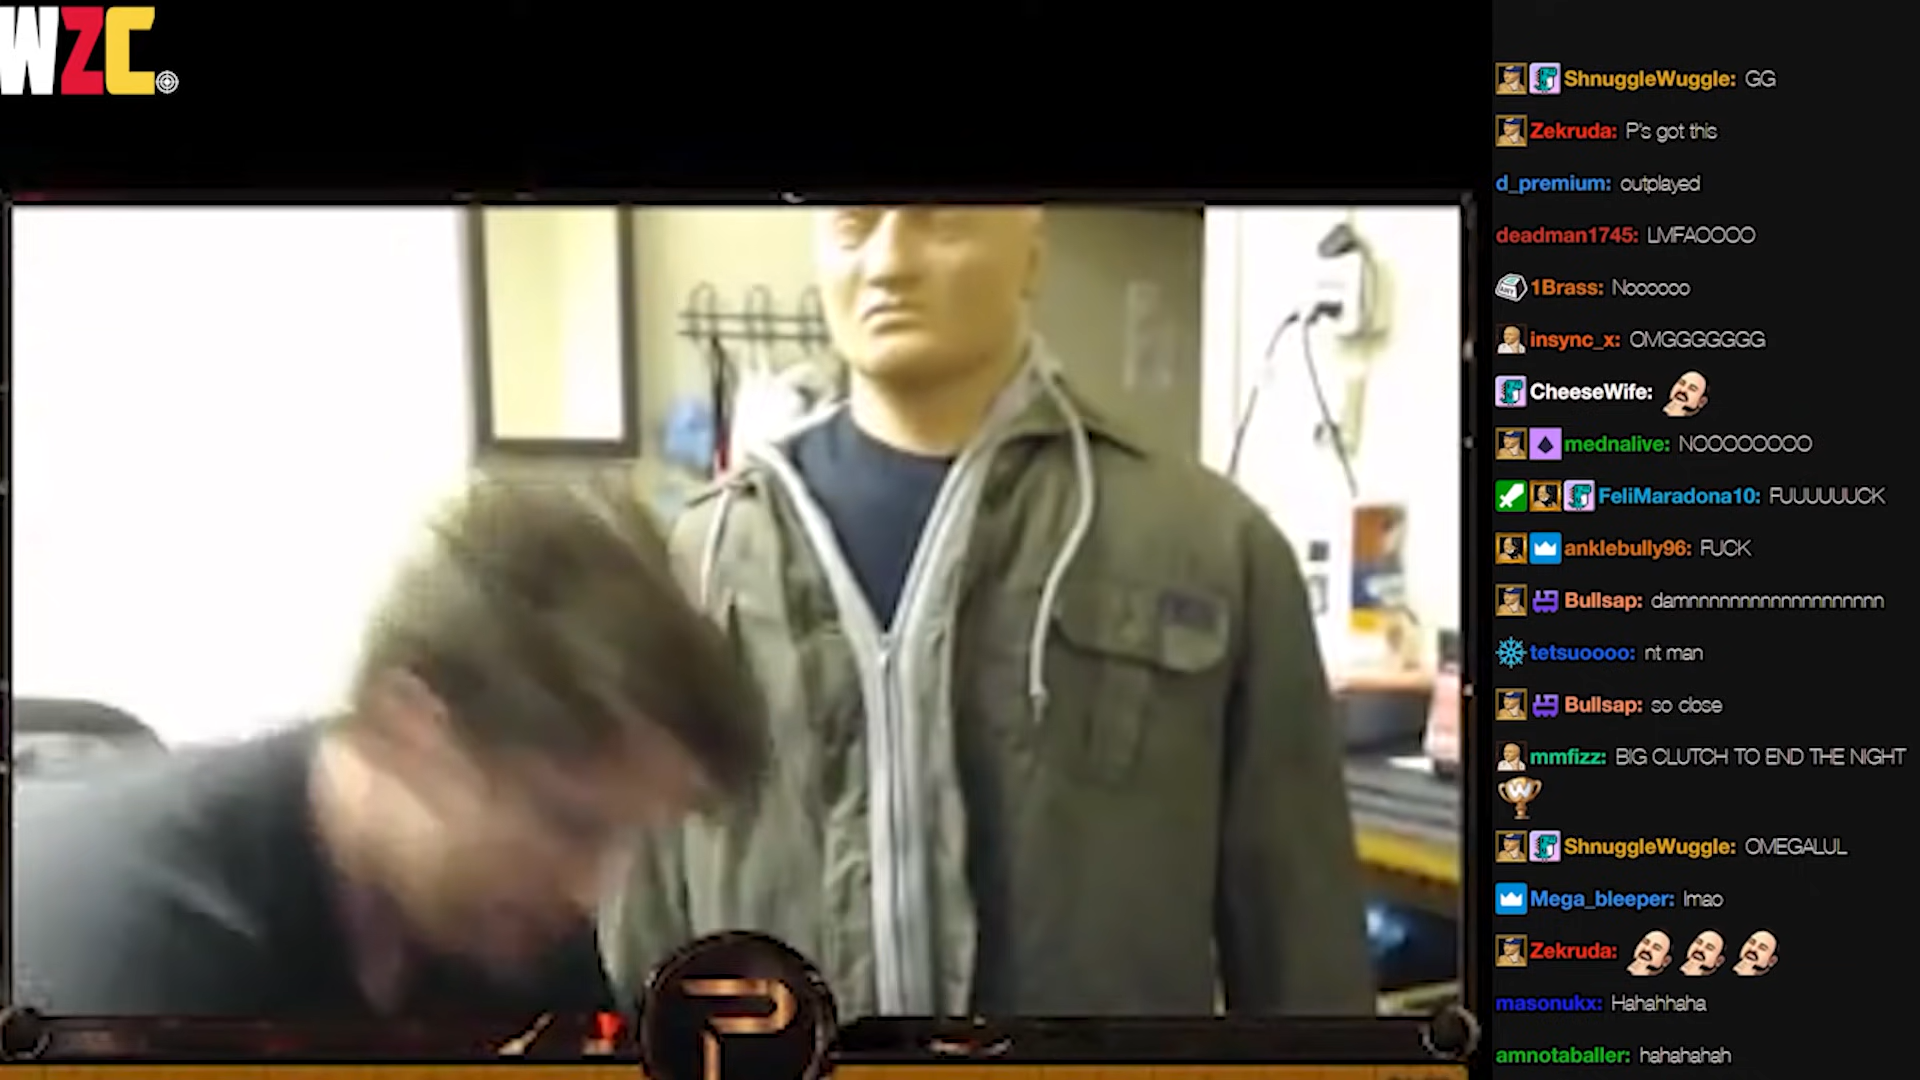 WZC
ShnuggleWuggle: GG
Zekruda: P's got this
d_premium: outplayed
deadman1745: LMFAOOOO
1Brass: Noooooo
insync_x: OMGGGGGGG
CheeseWife:
mednalive: NOOOOOOOO
FeliMaradona10: FUUUUUUCK
anklebully96: FUCK
Bullsap: damnnnnnnnnnnnnnnnnnnn
tetsuoooo: nt man
Bullsap: so close
mmfizz: BIG CLUTCH TO END THE NIGHT
W
ShnuggleWuggle: OMEGALUL
Mega_bleeper: lmao
Zekruda:
masonukx: Hahahhaha
amnotaballer: hahahahah
P